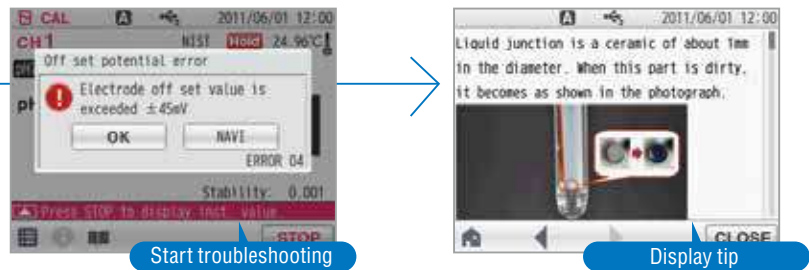 CAL A 2011/06/01 12:00
CH1 NIST Hold 24.96℃
Off set potential error
Electrode off set value is
exceeded ±45mV
OK NAVI
ERROR 04
Stability: 0.001
Press STOP to display inst. value.
STOP
Start troubleshooting
A 2011/06/01 12:00
Liquid junction is a ceramic of about 1mm
in the diameter. When this part is dirty,
it becomes as shown in the photograph.
CLOSE
Display tip